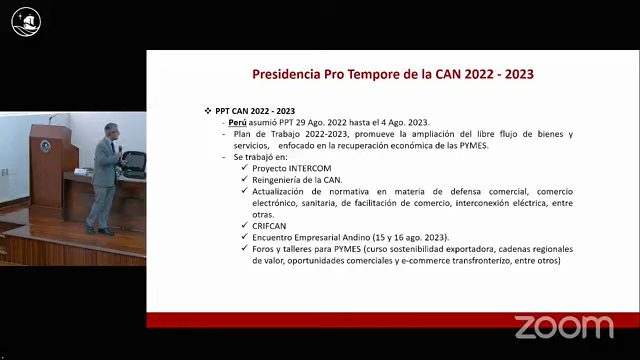 Presidencia Pro Tempore de la CAN 2022 - 2023
❖ PPT CAN 2022 - 2023
- Perú asumió PPT 29 Ago. 2022 hasta el 4 Ago. 2023.
- Plan de Trabajo 2022-2023, promueve la ampliación del libre flujo de bienes y
servicios, enfocado en la recuperación económica de las PYMES.
- Se trabajó en:
✓ Proyecto INTERCOM
✓ Reingeniería de la CAN.
✓ Actualización de normativa en materia de defensa comercial, comercio
electrónico, sanitaria, de facilitación de comercio, interconexión eléctrica, entre
otras.
✓ CRIFCAN
✓ Encuentro Empresarial Andino (15 y 16 ago. 2023).
✓ Foros y talleres para PYMES (curso sostenibilidad exportadora, cadenas regionales
de valor, oportunidades comerciales y e-commerce transfronterizo, entre otros)
zoom